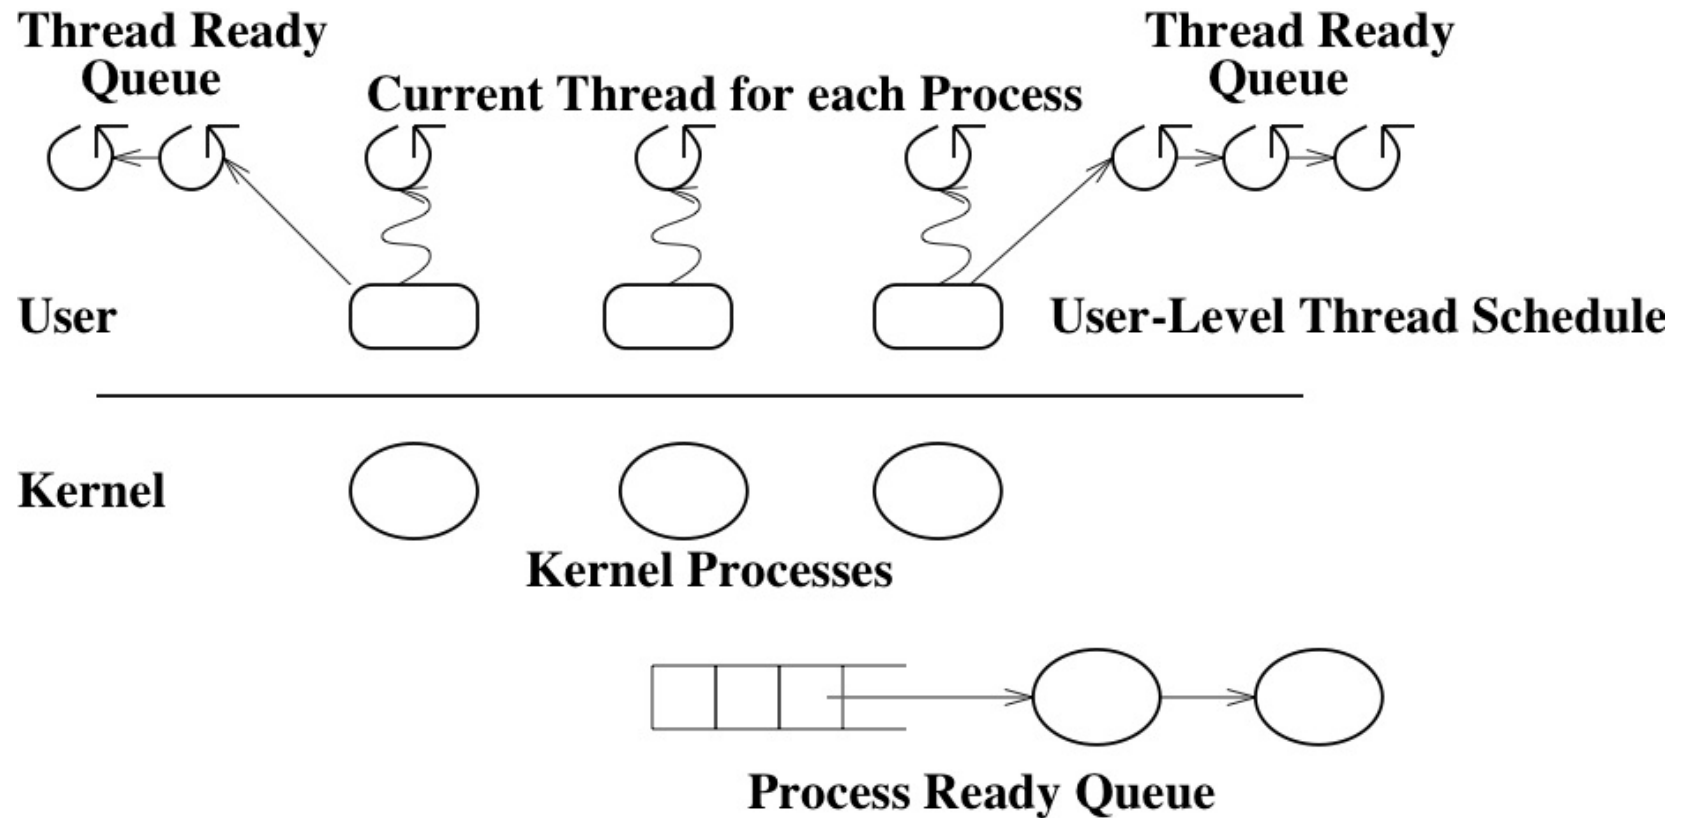 Thread Ready
Queue
Current Thread for each Process
Thread Ready
Queue
User
User-Level Thread Schedule
Kernel
Kernel Processes
Process Ready Queue